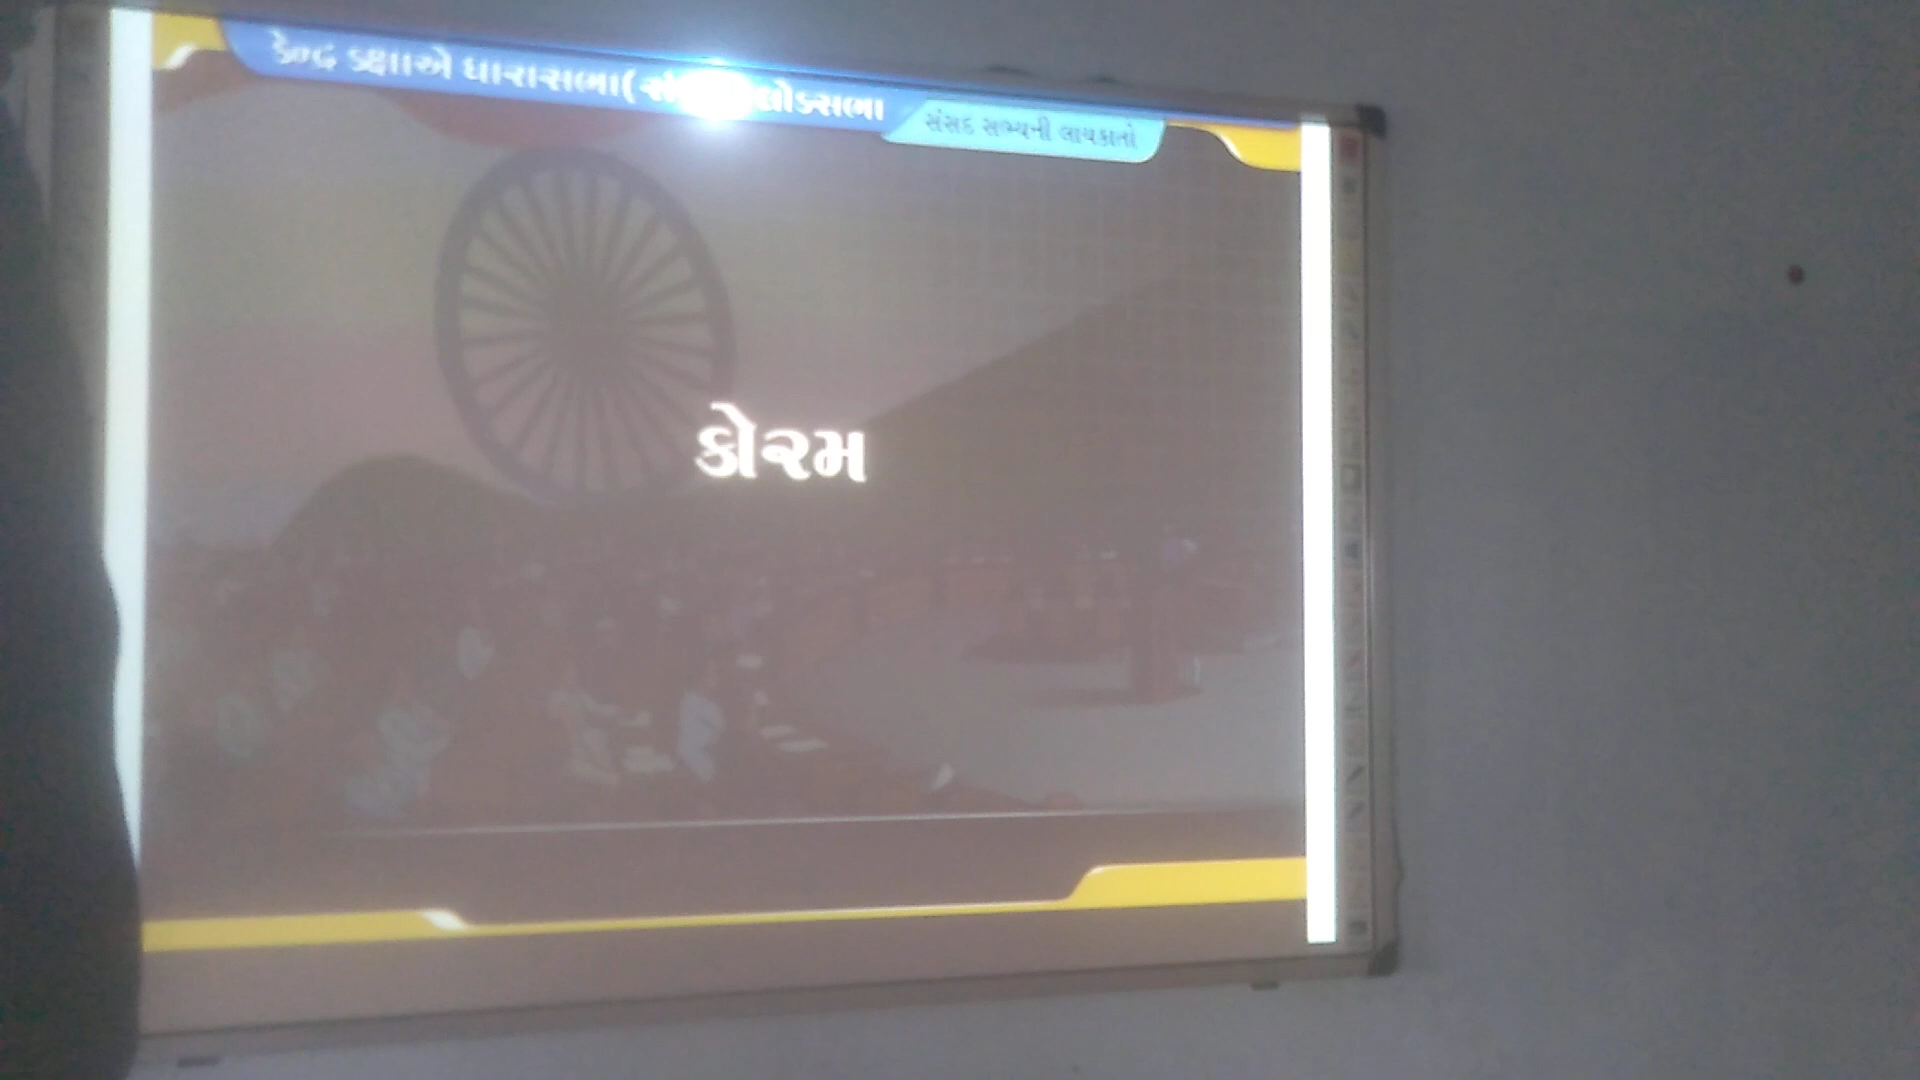 કેન્દ્ર કક્ષાએ ધારાસભા( લોકસભા
સંસદ સભ્યની લાયકાતો
કોરમ